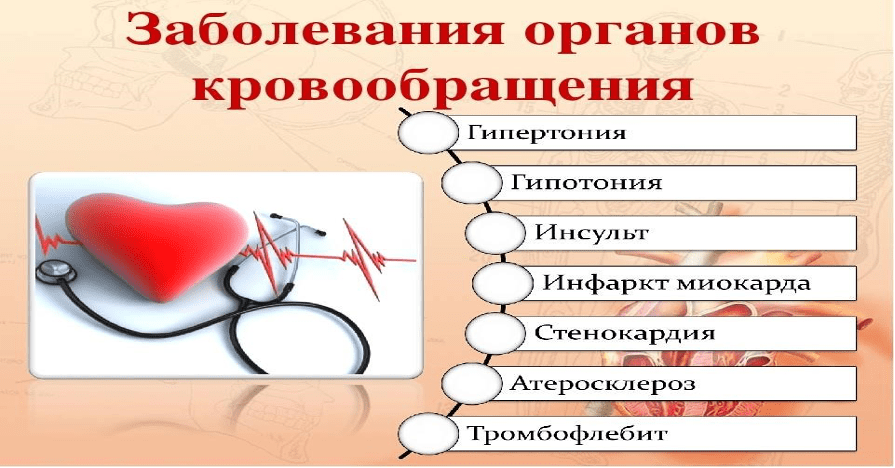 Заболевания органов
кровообращения
Гипертония
Гипотония
Инсульт
Инфаркт миокарда
Стенокардия
Атеросклероз
Тромбофлебит